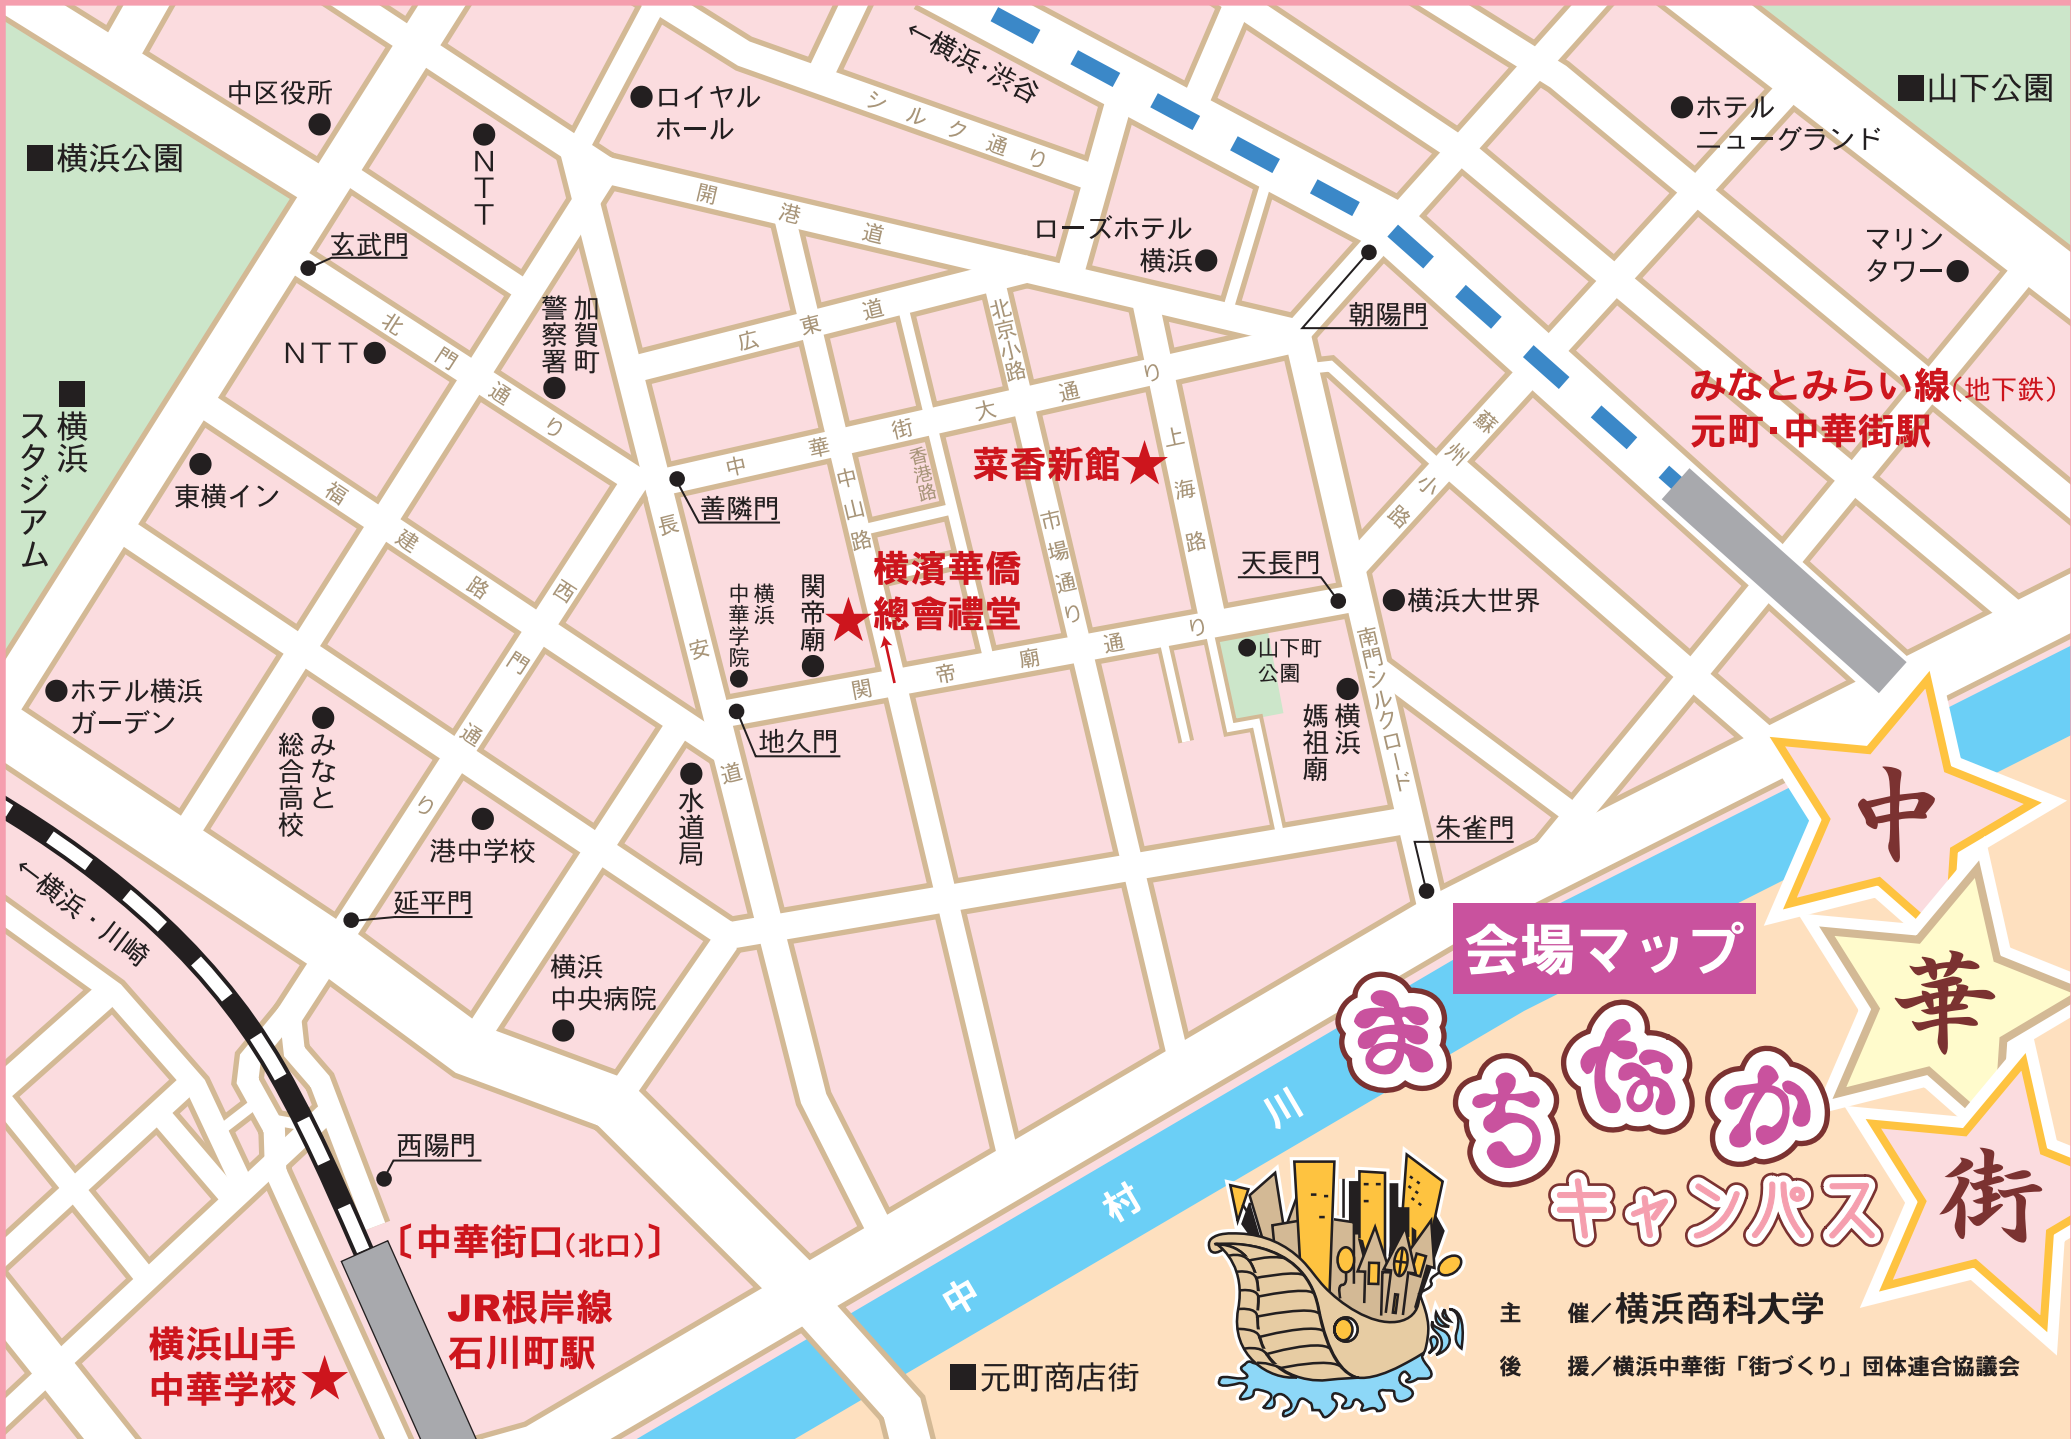 ←横浜・渋谷
中区役所
ロイヤル
ホール
シルク通り
■山下公園
ホテル
ニューグランド
■横浜公園
NTT
開港道
ローズホテル
横浜
マリン
タワー
玄武門
朝陽門
加賀町
警察署
広東道
北京小路
NTT
北門通り
みなとみらい線(地下鉄)
元町・中華街駅
■横浜
スタジアム
中華街大通り
蘇州小路
菜香新館★
上海路
香港路
中山路
市場通り
東横イン
善隣門
福建路
長安道
西門通り
横濱華僑
總會禮堂
★
天長門
横浜大世界
関帝廟
横浜
中華学院
関帝廟通り
山下町
公園
南門シルクロード
横浜
媽祖廟
ホテル横浜
ガーデン
地久門
みなと
総合高校
水道局
港中学校
朱雀門
←横浜・川崎
延平門
横浜
中央病院
西陽門
〔中華街口(北口)〕
JR根岸線
石川町駅
横浜山手
中華学校★
中村川
■元町商店街
会場マップ
まちなか
キャンパス
中
華
街
主 催／横浜商科大学
後 援／横浜中華街「街づくり」団体連合協議会